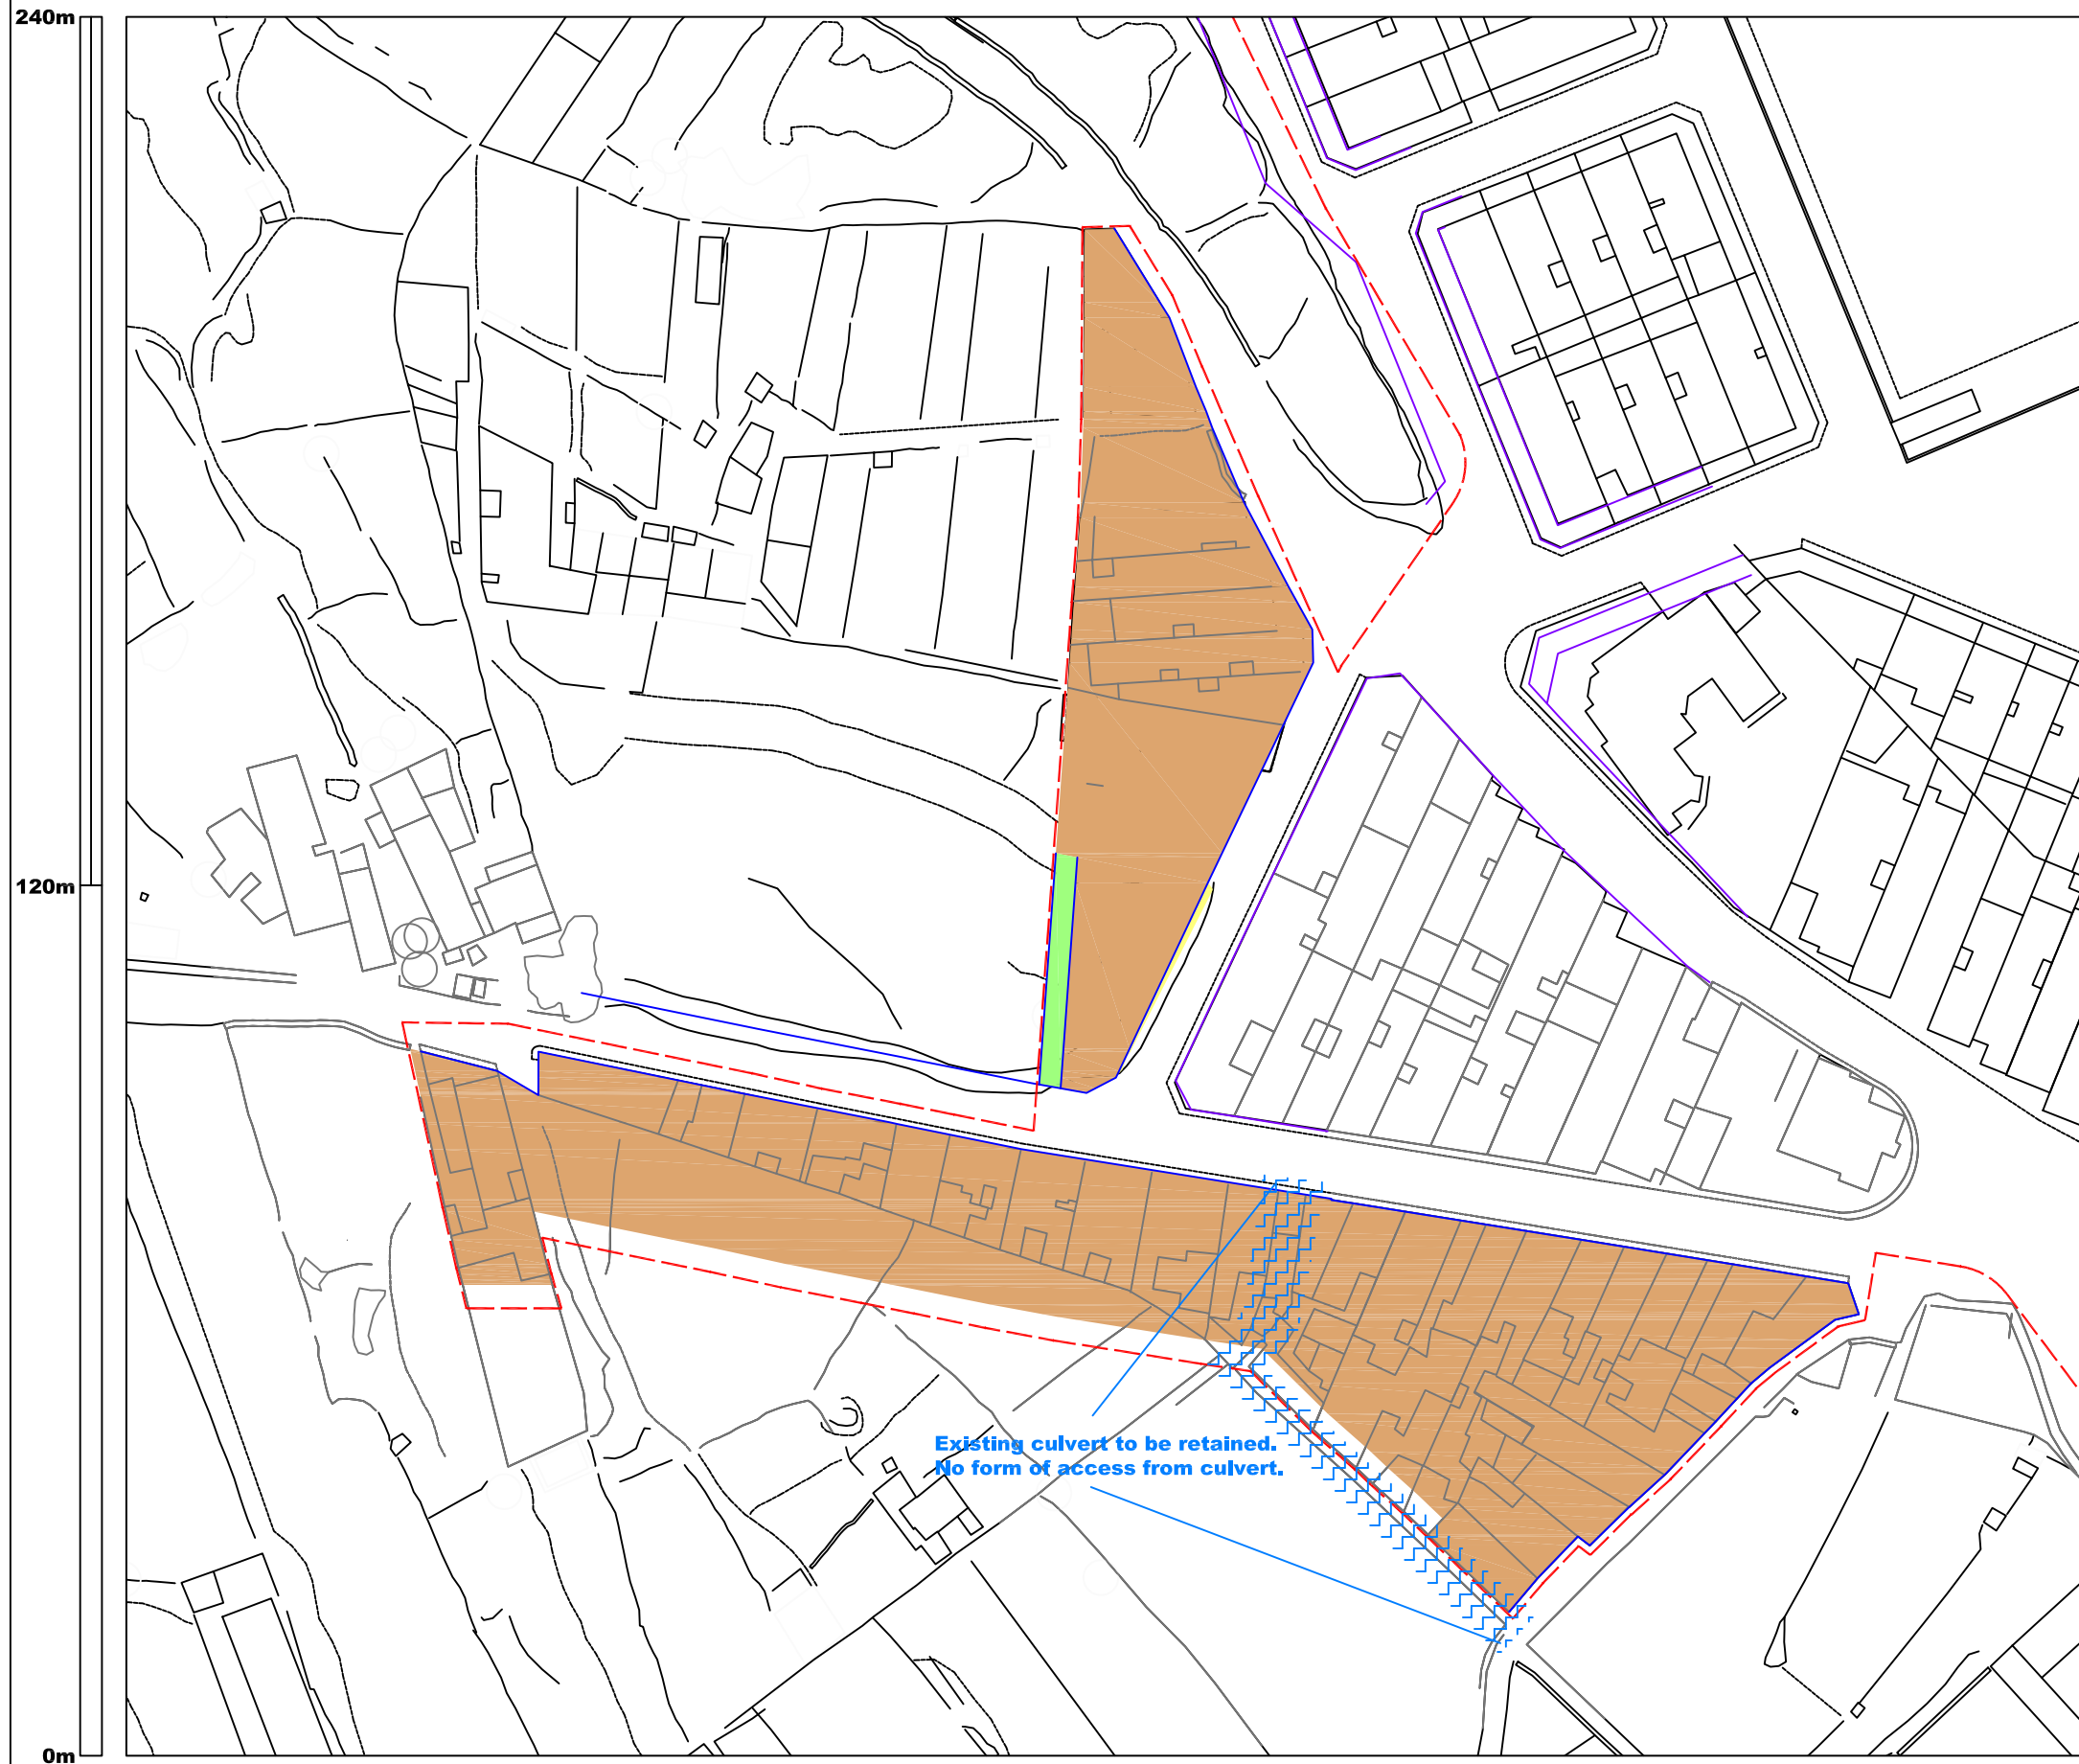 240m
120m
Existing culvert to be retained.
No form of access from culvert.
0m